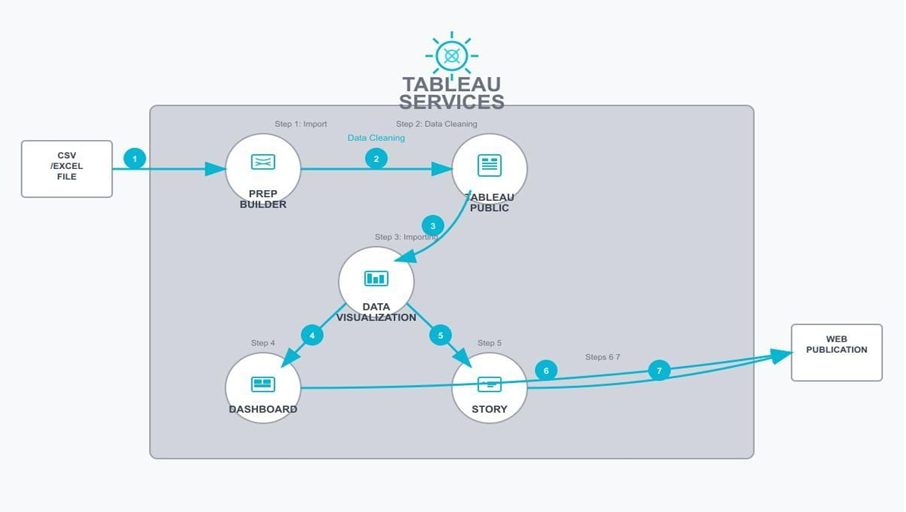 TABLEAU
SERVICES
Step 1: Import
Step 2: Data Cleaning
Data Cleaning
CSV
/EXCEL
FILE
1
2
PREP
BUILDER
TABLEAU
PUBLIC
3
Step 3: Importing
DATA
VISUALIZATION
4
5
Step 4
Step 5
Steps 6 7
WEB
PUBLICATION
6
7
DASHBOARD
STORY